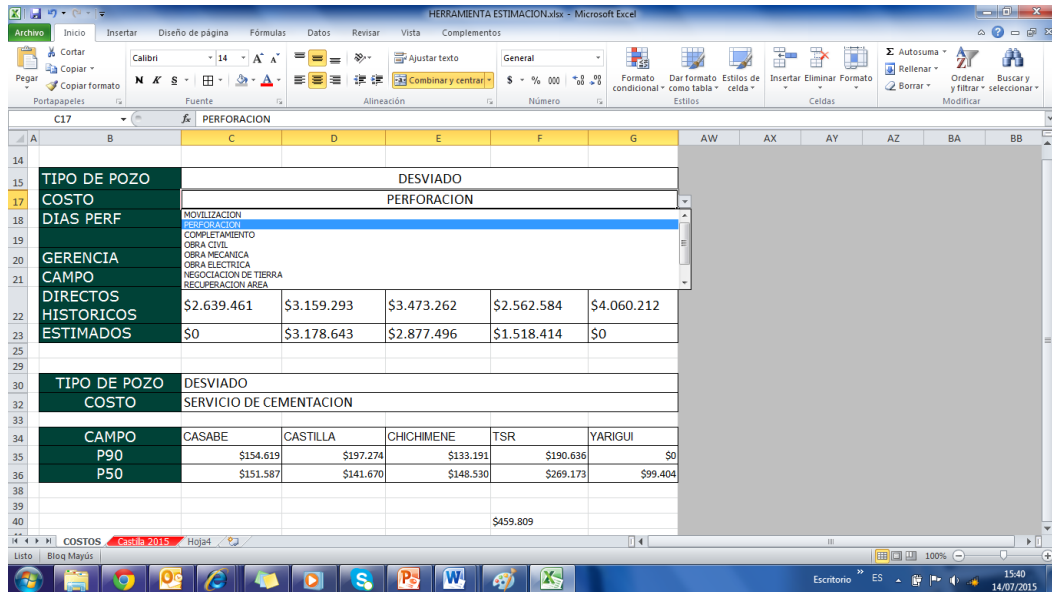 HERRAMIENTA ESTIMACION.xlsx - Microsoft Excel
Archivo Inicio Insertar Diseño de página Fórmulas Datos Revisar Vista Complementos
Pegar
Cortar
Copiar
Copiar formato
Portapapeles
Calibri 14
N K S
Fuente
Ajustar texto
Combinar y centrar
Alineación
General
$ % 000
Número
Formato condicional
Dar formato como tabla
Estilos de celda
Estilos
Insertar Eliminar Formato
Celdas
Autosuma
Rellenar
Borrar
Ordenar y filtrar
Buscar y seleccionar
Modificar
C17 fx PERFORACION
A B C D E F G AW AX AY AZ BA BB
14
15 TIPO DE POZO DESVIADO
17 COSTO PERFORACION
18 DIAS PERF
19
20 GERENCIA
21 CAMPO
MOVILIZACION
PERFORACION
COMPLETAMIENTO
OBRA CIVIL
OBRA MECANICA
OBRA ELECTRICA
NEGOCIACION DE TIERRA
RECUPERACION AREA
22 DIRECTOS HISTORICOS $2.639.461 $3.159.293 $3.473.262 $2.562.584 $4.060.212
23 ESTIMADOS $0 $3.178.643 $2.877.496 $1.518.414 $0
25
29
30 TIPO DE POZO DESVIADO
32 COSTO SERVICIO DE CEMENTACION
33
34 CAMPO CASABE CASTILLA CHICHIMENE TSR YARIGUI
35 P90 $154.619 $197.274 $133.191 $190.636 $0
36 P50 $151.587 $141.670 $148.530 $269.173 $99.404
38
39
40 $459.809
COSTOS Castila 2015 Hoja4
Listo Bloq Mayús 100%
Escritorio ES 15:40
14/07/2015